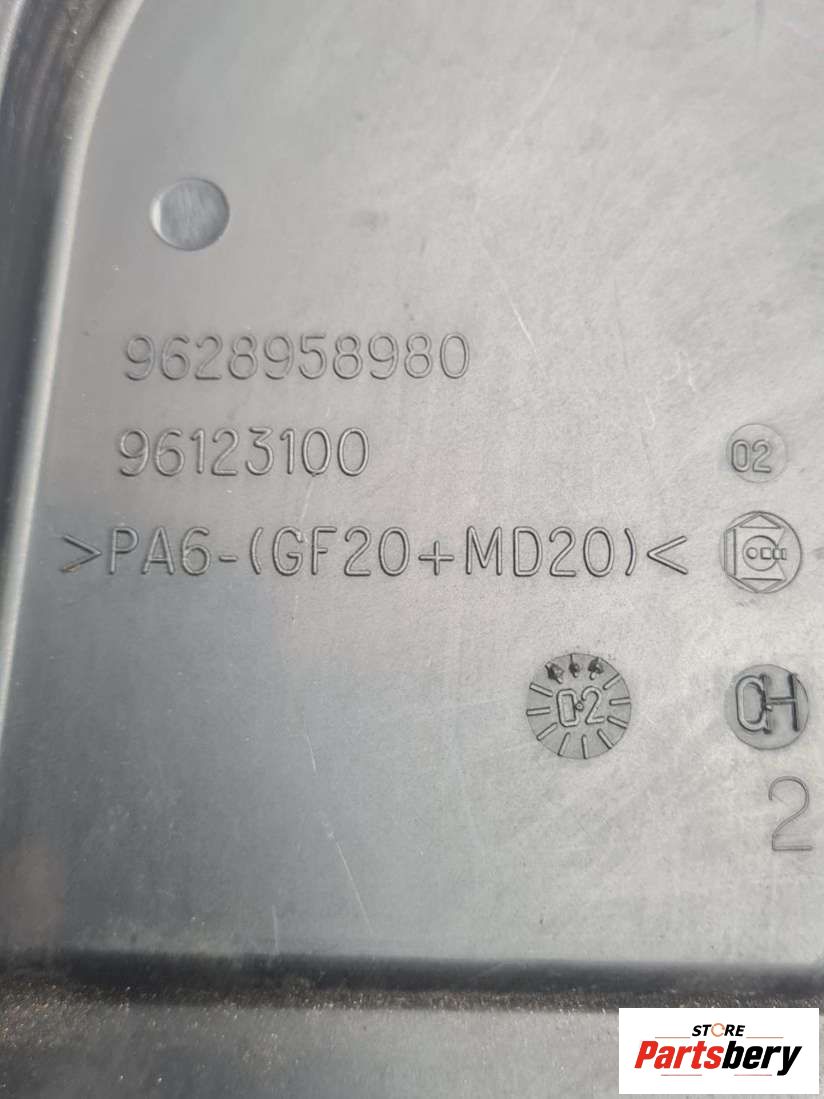 9628958980
96123100
02
>PA6-(GF20+MD20)<
02
CH
2
STORE
Partsbery